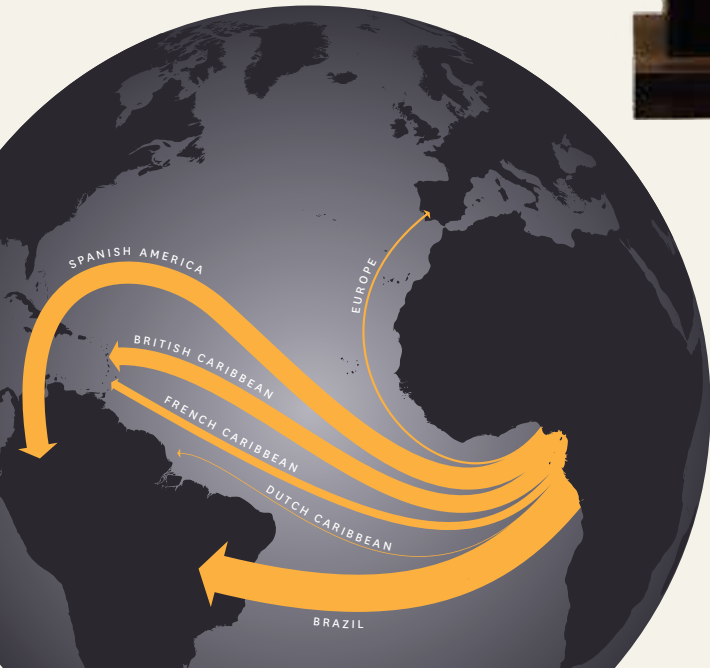 SPANISH AMERICA
EUROPE
BRITISH CARIBBEAN
FRENCH CARIBBEAN
DUTCH CARIBBEAN
BRAZIL